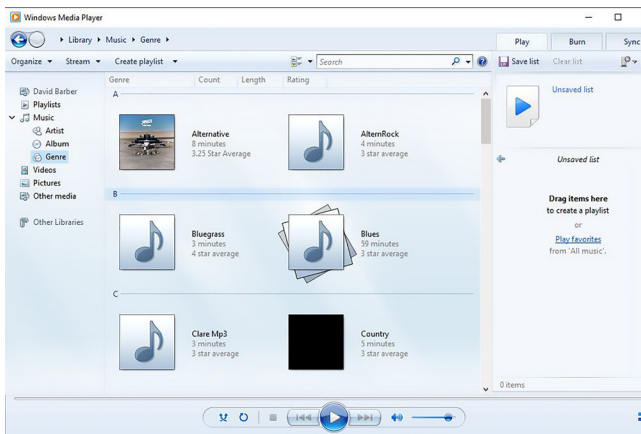 Windows Media Player
Library ▸ Music ▸ Genre ▸
Play Burn Sync
Organize Stream Create playlist Search Save list Clear list
Genre Count Length Rating
David Barber
Playlists
Music
Artist
Album
Genre
Videos
Pictures
Other media
Other Libraries
A
Alternative
8 minutes
3.25 Star Average
AlternRock
4 minutes
3 star average
B
Bluegrass
3 minutes
4 star average
Blues
59 minutes
3 star average
C
Clare Mp3
3 minutes
3 star average
Country
5 minutes
3 star average
Unsaved list
Unsaved list
Drag items here
to create a playlist
or
Play favorites
from 'All music'.
0 items